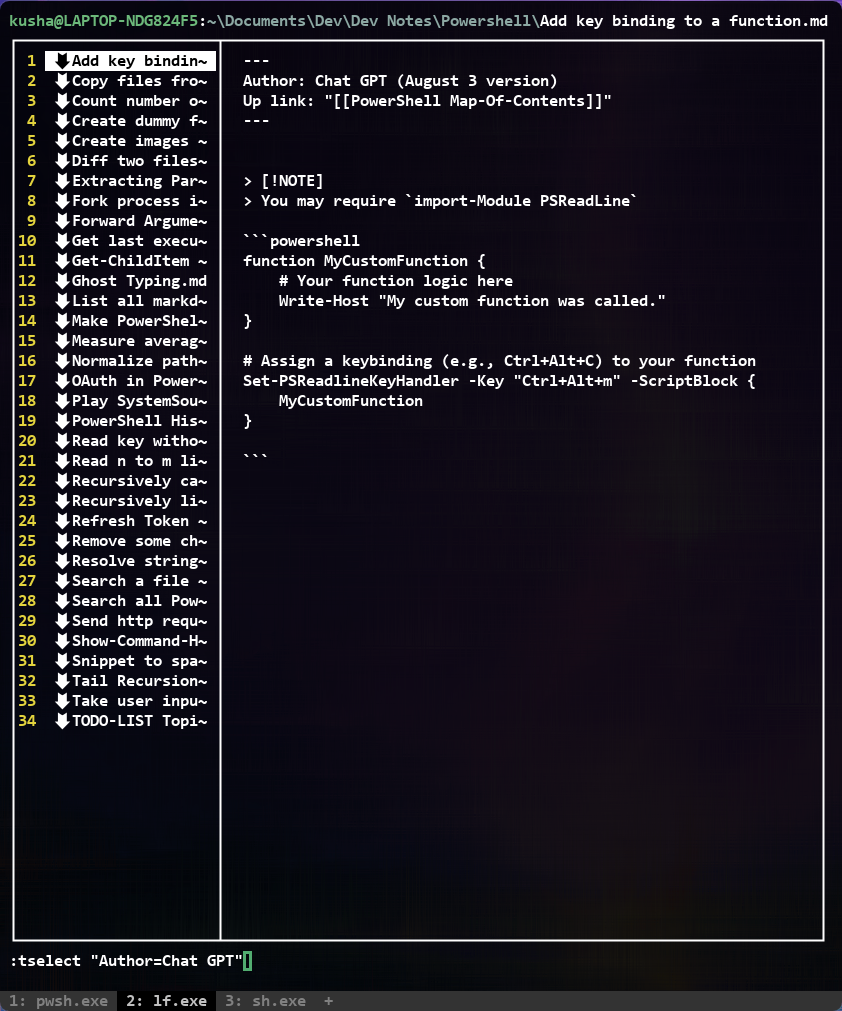 kusha@LAPTOP-NDG824F5:~\Documents\Dev\Dev Notes\Powershell\Add key binding to a function.md
1 Add key bindin~
2 Copy files fro~
3 Count number o~
4 Create dummy f~
5 Create images ~
6 Diff two files~
7 Extracting Par~
8 Fork process i~
9 Forward Argume~
10 Get last execu~
11 Get-ChildItem ~
12 Ghost Typing.md
13 List all markd~
14 Make PowerShel~
15 Measure averag~
16 Normalize path~
17 OAuth in Power~
18 Play SystemSou~
19 PowerShell His~
20 Read key witho~
21 Read n to m li~
22 Recursively ca~
23 Recursively li~
24 Refresh Token ~
25 Remove some ch~
26 Resolve string~
27 Search a file ~
28 Search all Pow~
29 Send http requ~
30 Show-Command-H~
31 Snippet to spa~
32 Tail Recursion~
33 Take user inpu~
34 TODO-LIST Topi~
---
Author: Chat GPT (August 3 version)
Up link: "[[PowerShell Map-Of-Contents]]"
---
> [!NOTE]
> You may require `import-Module PSReadLine`
```powershell
function MyCustomFunction {
    # Your function logic here
    Write-Host "My custom function was called."
}
# Assign a keybinding (e.g., Ctrl+Alt+C) to your function
Set-PSReadlineKeyHandler -Key "Ctrl+Alt+m" -ScriptBlock {
    MyCustomFunction
}
```
:tselect "Author=Chat GPT"
1: pwsh.exe 2: lf.exe 3: sh.exe +